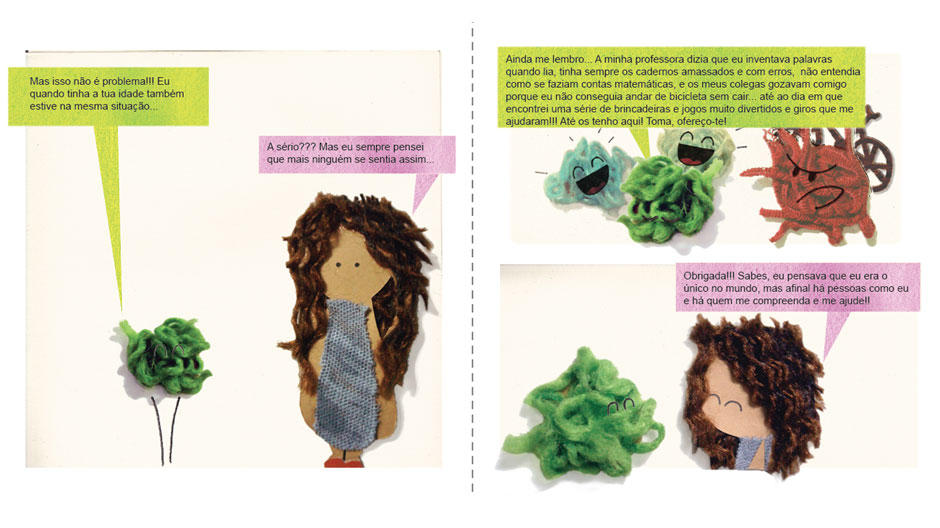 Mas isso não é problema!!! Eu
quando tinha a tua idade também
estive na mesma situação...
A sério??? Mas eu sempre pensei
que mais ninguém se sentia assim...
Ainda me lembro... A minha professora dizia que eu inventava palavras
quando lia, tinha sempre os cadernos amassados e com erros, não entendia
como se faziam contas matemáticas, e os meus colegas gozavam comigo
porque eu não conseguia andar de bicicleta sem cair... até ao dia em que
encontrei uma série de brincadeiras e jogos muito divertidos e giros que me
ajudaram!!! Até os tenho aqui! Toma, ofereço-te!
Obrigada!!! Sabes, eu pensava que eu era o
único no mundo, mas afinal há pessoas como eu
e há quem me compreenda e me ajude!!